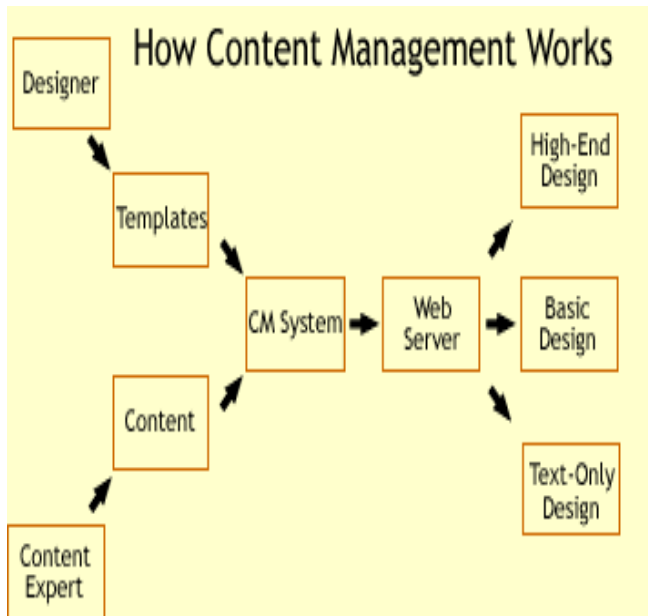 How Content Management Works
Designer
Templates
Content
Content
Expert
CM System
Web
Server
High-End
Design
Basic
Design
Text-Only
Design